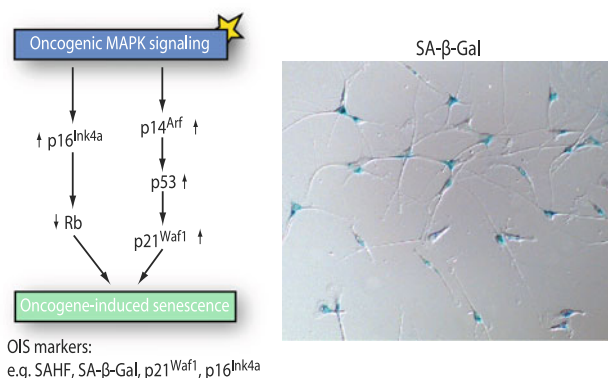 Oncogenic MAPK signaling
↑ p16Ink4a
↓ Rb
p14Arf ↑
p53 ↑
p21Waf1 ↑
Oncogene-induced senescence
OIS markers:
e.g. SAHF, SA-β-Gal, p21Waf1, p16Ink4a
SA-β-Gal